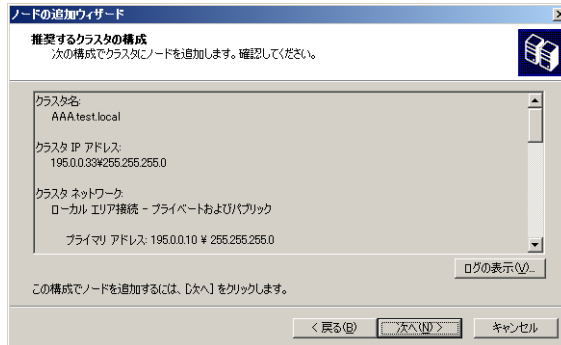 ノードの追加ウィザード
推奨するクラスタの構成
次の構成でクラスタにノードを追加します。確認してください。
クラスタ名:
AAA.test.local
クラスタ IP アドレス:
195.0.0.33¥255.255.255.0
クラスタ ネットワーク:
ローカル エリア接続 - プライベートおよびパブリック
プライマリ アドレス: 195.0.0.10 ¥ 255.255.255.0
ログの表示(V)...
この構成でノードを追加するには、[次へ] をクリックします。
< 戻る(B)
次へ(N) >
キャンセル